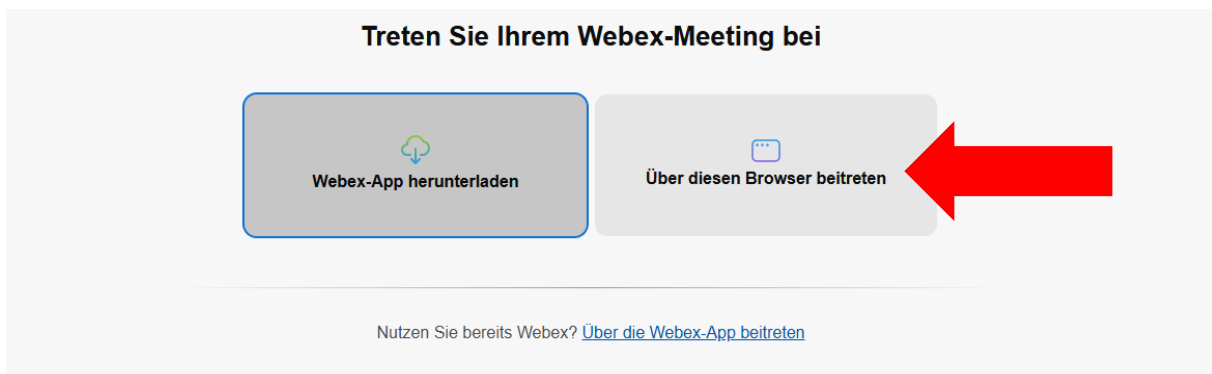 Treten Sie Ihrem Webex-Meeting bei
Webex-App herunterladen
Über diesen Browser beitreten
Nutzen Sie bereits Webex? Über die Webex-App beitreten